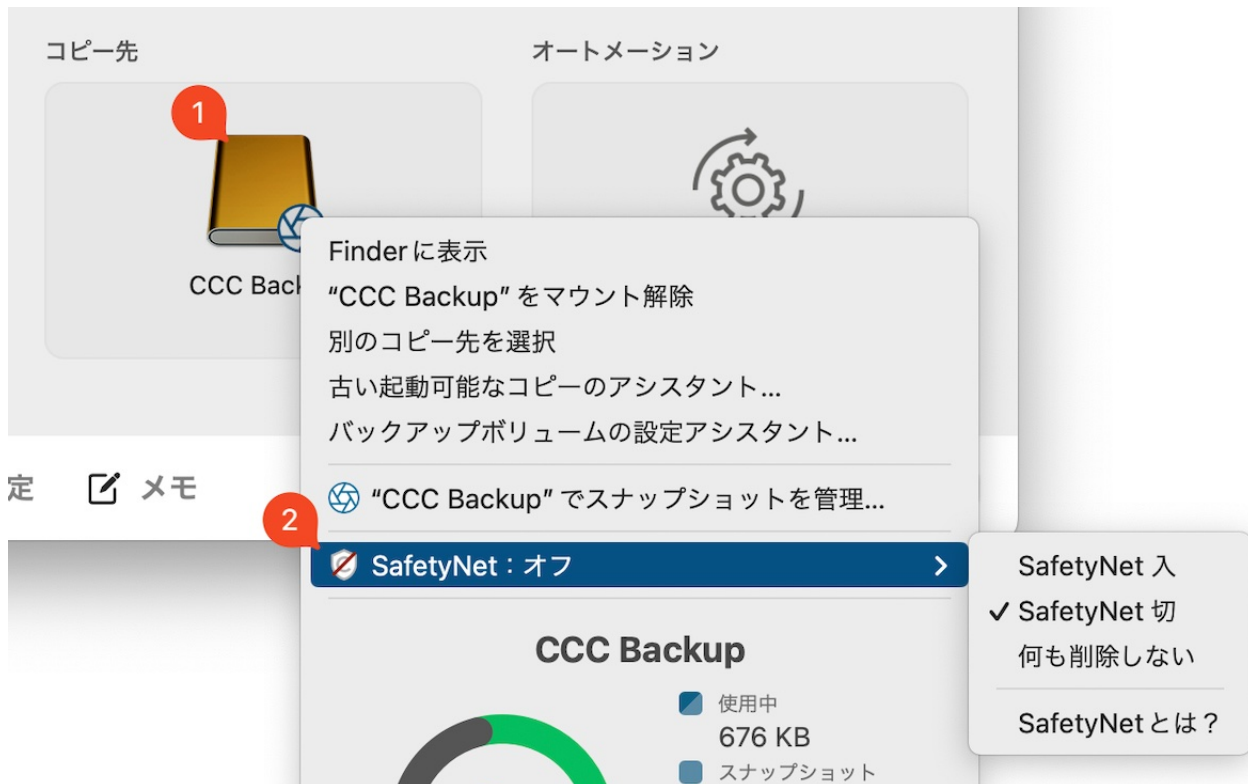 コピー先
オートメーション
1
CCC Back
Finderに表示
“CCC Backup” をマウント解除
別のコピー先を選択
古い起動可能なコピーのアシスタント...
バックアップボリュームの設定アシスタント...
定
メモ
“CCC Backup” でスナップショットを管理...
2
SafetyNet：オフ
SafetyNet 入
SafetyNet 切
何も削除しない
SafetyNetとは？
CCC Backup
使用中
676 KB
スナップショット